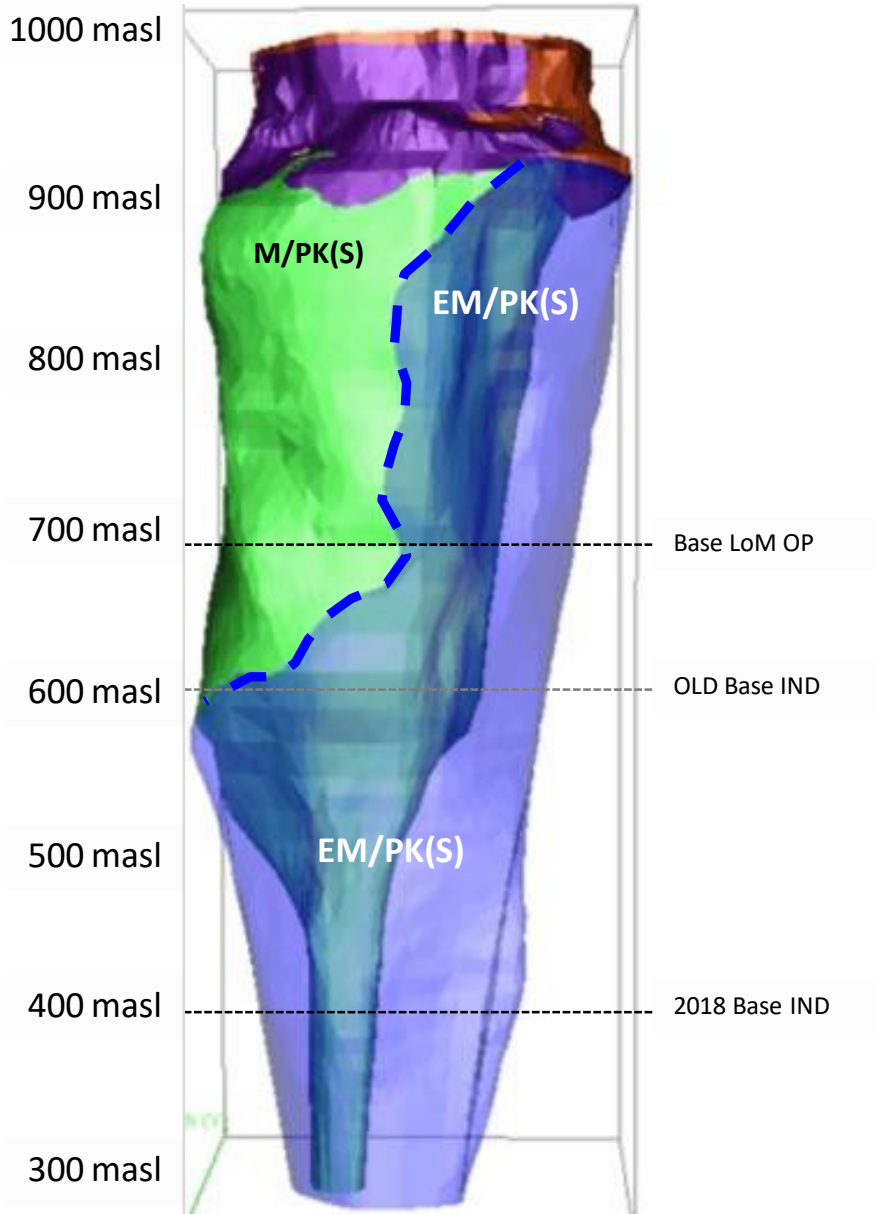 1000 masl
900 masl
M/PK(S)
EM/PK(S)
800 masl
700 masl
Base LoM OP
600 masl
OLD Base IND
500 masl
EM/PK(S)
400 masl
2018 Base IND
300 masl